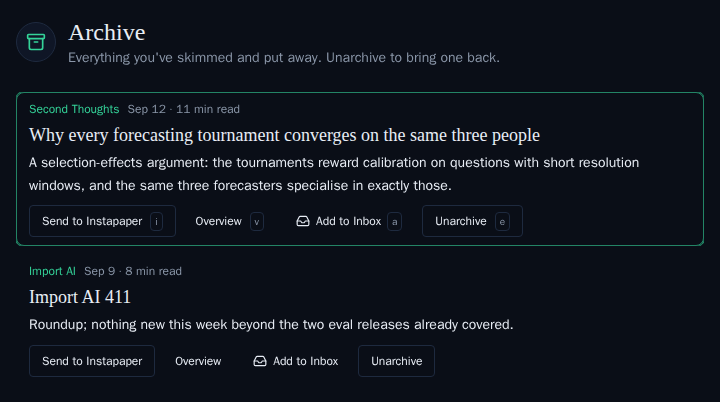 Archive
Everything you've skimmed and put away. Unarchive to bring one back.
Second Thoughts Sep 12 · 11 min read
Why every forecasting tournament converges on the same three people
A selection-effects argument: the tournaments reward calibration on questions with short resolution
windows, and the same three forecasters specialise in exactly those.
Send to Instapaper i Overview v Add to Inbox a Unarchive e
Import AI Sep 9 · 8 min read
Import AI 411
Roundup; nothing new this week beyond the two eval releases already covered.
Send to Instapaper Overview Add to Inbox Unarchive